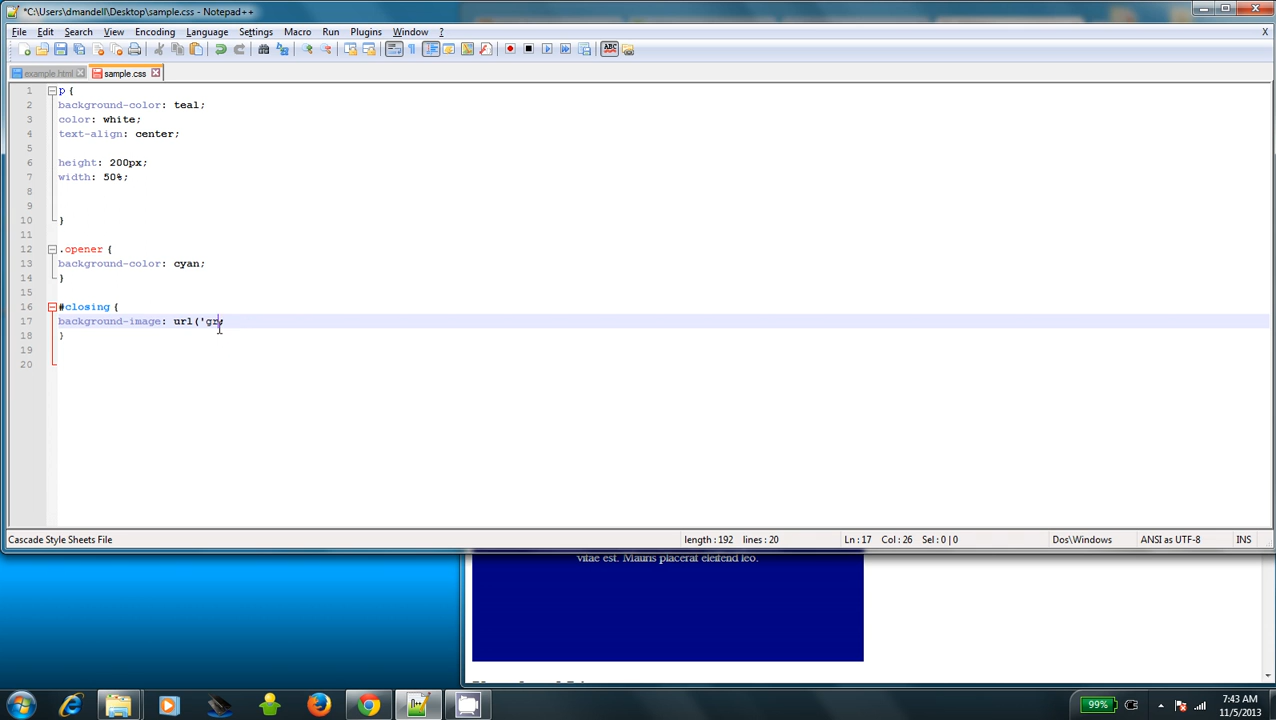 *C:\Users\dmandell\Desktop\sample.css - Notepad++
File Edit Search View Encoding Language Settings Macro Run Plugins Window ? X
example.html sample.css
1 p {
2 background-color: teal;
3 color: white;
4 text-align: center;
5
6 height: 200px;
7 width: 50%;
8
9
10 }
11
12 .opener {
13 background-color: cyan;
14 }
15
16 #closing {
17 background-image: url('gr;
18 }
19
20
Cascade Style Sheets File length : 192 lines : 20 Ln : 17 Col : 26 Sel : 0 | 0 Dos\Windows ANSI as UTF-8 INS
vitae est. Mauris placerat eleifend leo.
99% 7:43 AM
11/5/2013